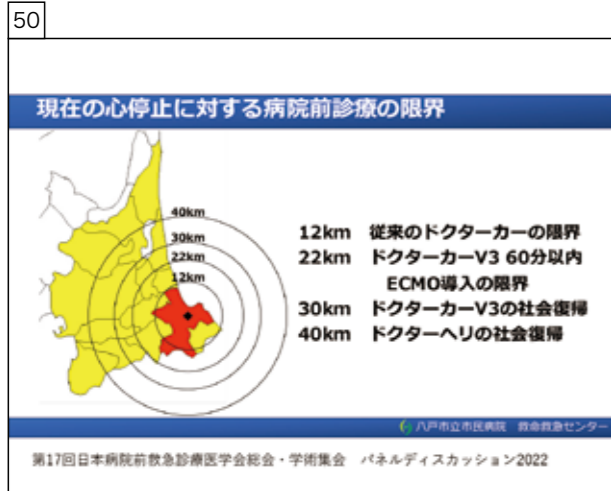 50
現在の心停止に対する病院前診療の限界
40km
30km
22km
12km
12km 従来のドクターカーの限界
22km ドクターカーV3 60分以内
ECMO導入の限界
30km ドクターカーV3の社会復帰
40km ドクターヘリの社会復帰
八戸市立市民病院 救命救急センター
第17回日本病院前救急診療医学会総会・学術集会 パネルディスカッション2022